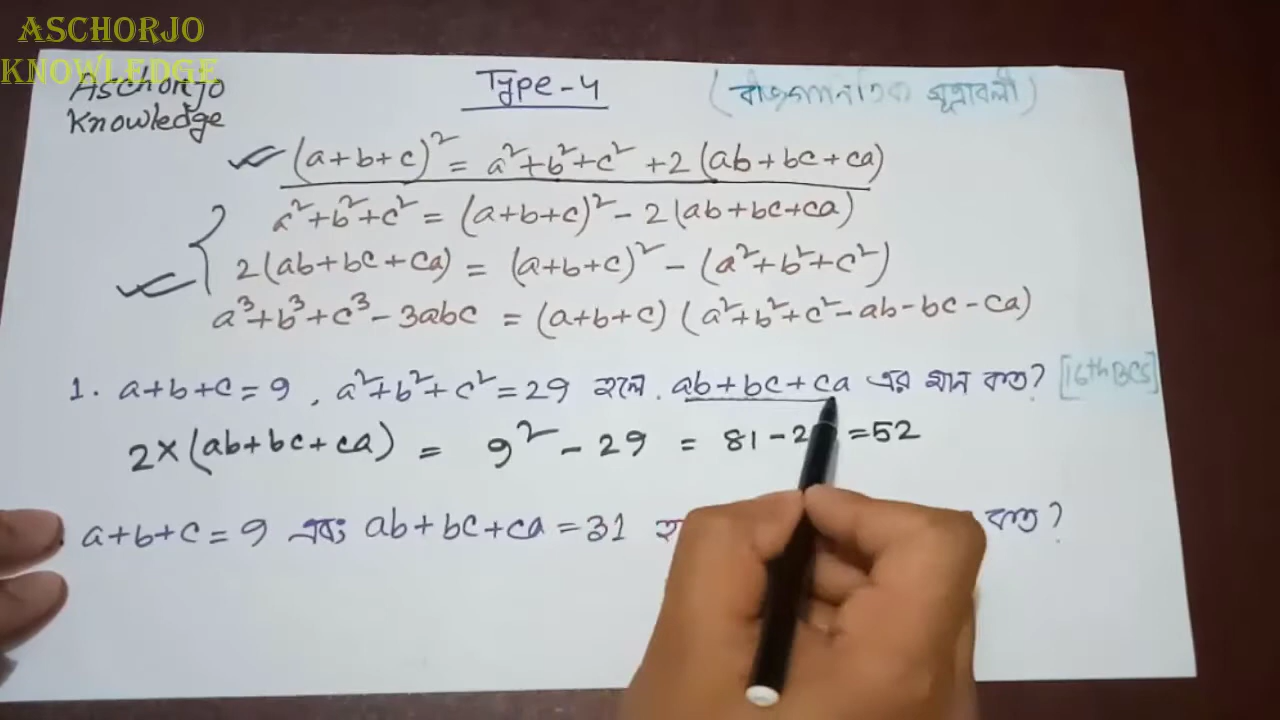 ASCHORJO
KNOWLEDGE
Aschorjo
Knowledge
Type-4
(বীজগাণিতিক সূত্রাবলী)
(a+b+c)² = a²+b²+c² +2(ab+bc+ca)
a²+b²+c² = (a+b+c)² - 2(ab+bc+ca)
2(ab+bc+ca) = (a+b+c)² - (a²+b²+c²)
a³+b³+c³-3abc = (a+b+c) (a²+b²+c²-ab-bc-ca)
1. a+b+c=9, a²+b²+c²=29 হলে ab+bc+ca এর মান কত? [16th BCS]
2×(ab+bc+ca) = 9² - 29 = 81-2 =52
a+b+c=9 এবং ab+bc+ca=31 কত?